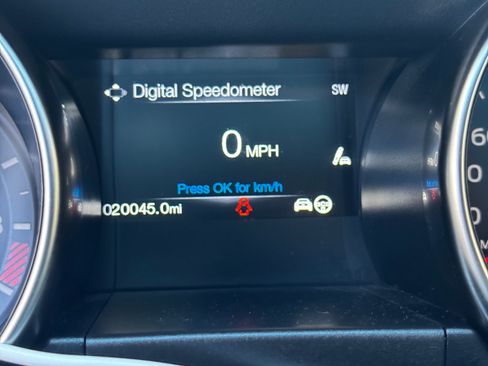 Digital Speedometer SW
0 MPH
Press OK for km/h
020045.0mi